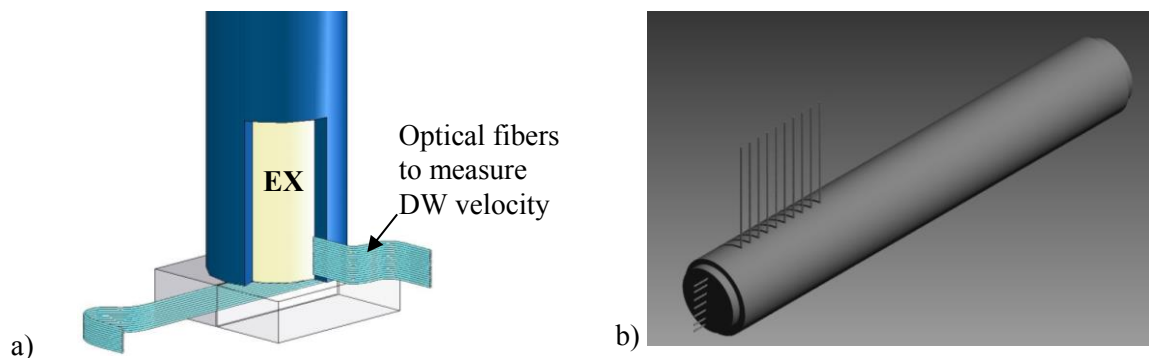 EX
Optical fibers
to measure
DW velocity
a)
b)